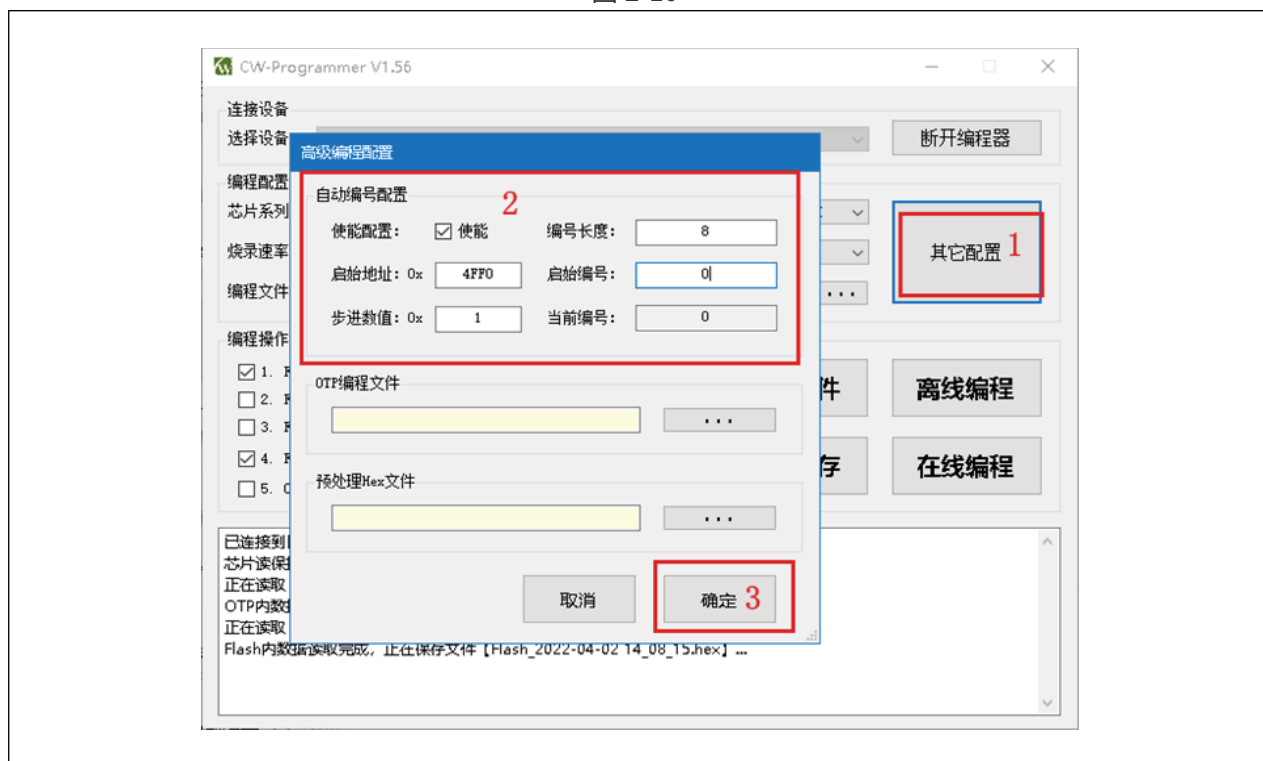 CW-Programmer V1.56
连接设备
选择设备
断开编程器
高级编程配置
编程配置
芯片系列
烧录速率
编程文件
...
其它配置 1
自动编号配置
2
使能配置: 使能 编号长度: 8
启始地址: 0x 4FF0 启始编号: 0
步进数值: 0x 1 当前编号: 0
编程操作
1.
2.
3.
4.
5.
件
离线编程
存
在线编程
OTP编程文件
...
预处理Hex文件
...
取消
确定 3
已连接到
芯片读保
正在读取
OTP内数
正在读取
Flash内数据读取完成, 正在保存文件【Flash_2022-04-02 14_08_15.hex】...